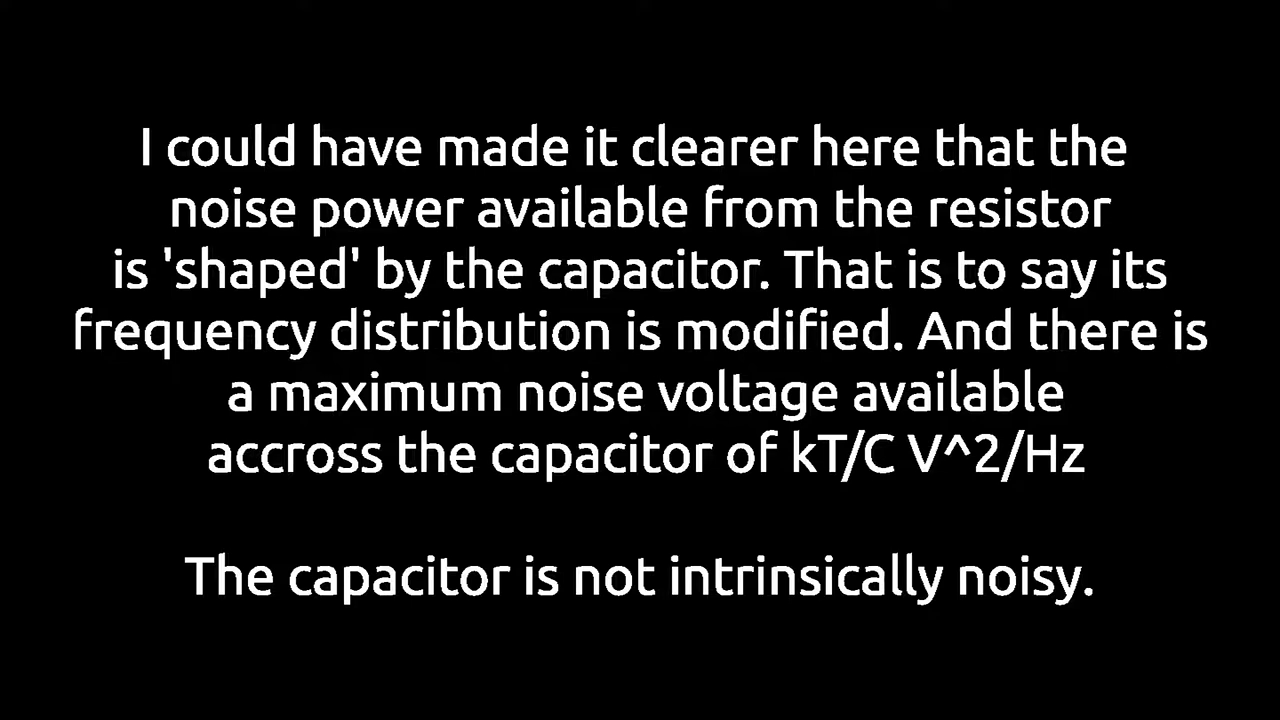 I could have made it clearer here that the
noise power available from the resistor
is 'shaped' by the capacitor. That is to say its
frequency distribution is modified. And there is
a maximum noise voltage available
accross the capacitor of kT/C V^2/Hz
The capacitor is not intrinsically noisy.